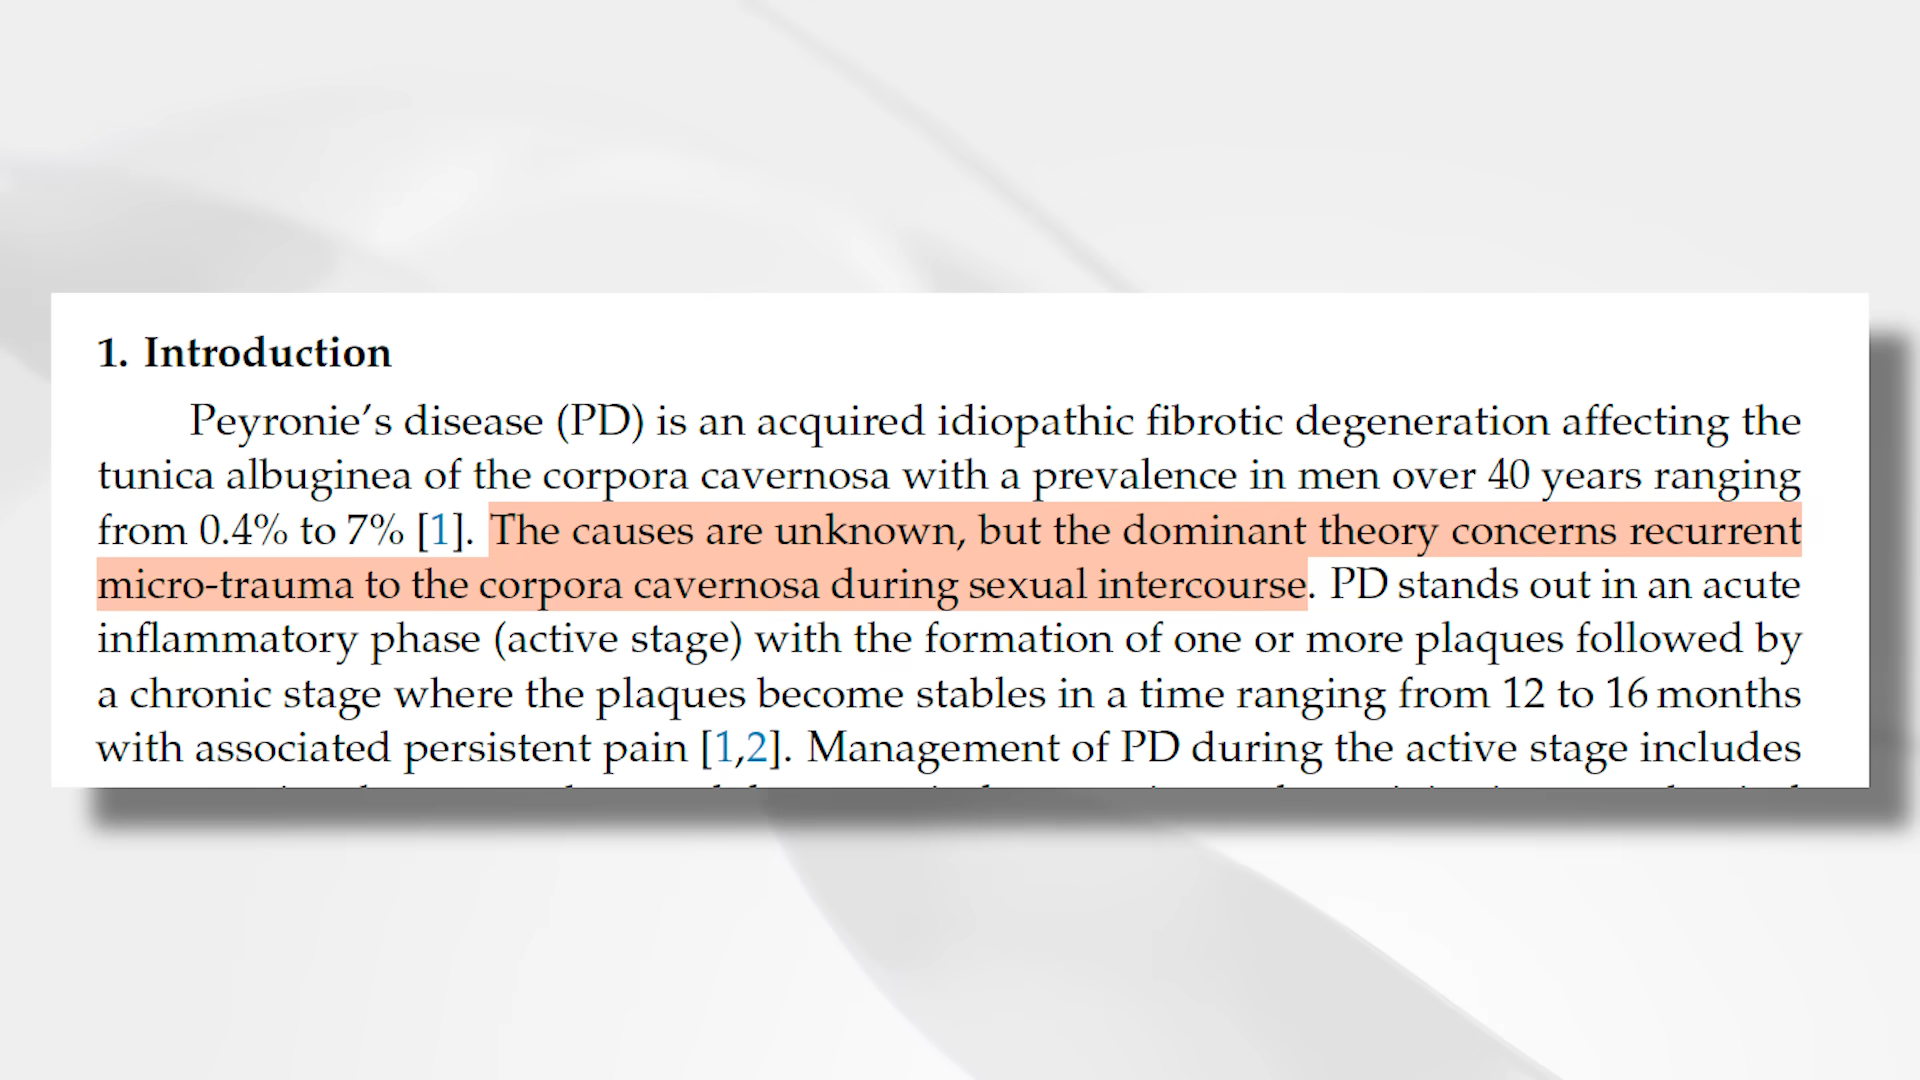 1. Introduction
Peyronie's disease (PD) is an acquired idiopathic fibrotic degeneration affecting the
tunica albuginea of the corpora cavernosa with a prevalence in men over 40 years ranging
from 0.4% to 7% [1]. The causes are unknown, but the dominant theory concerns recurrent
micro-trauma to the corpora cavernosa during sexual intercourse. PD stands out in an acute
inflammatory phase (active stage) with the formation of one or more plaques followed by
a chronic stage where the plaques become stables in a time ranging from 12 to 16 months
with associated persistent pain [1,2]. Management of PD during the active stage includes